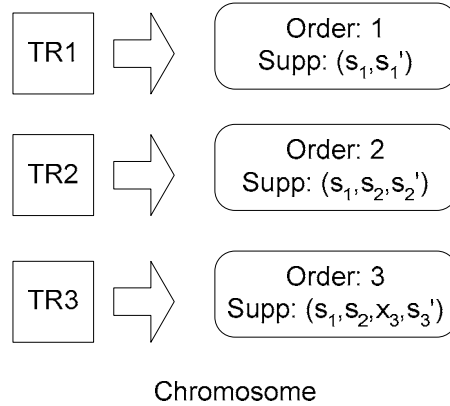 TR1
Order: 1
Supp: (s₁,s₁')
TR2
Order: 2
Supp: (s₁,s₂,s₂')
TR3
Order: 3
Supp: (s₁,s₂,x₃,s₃')
Chromosome